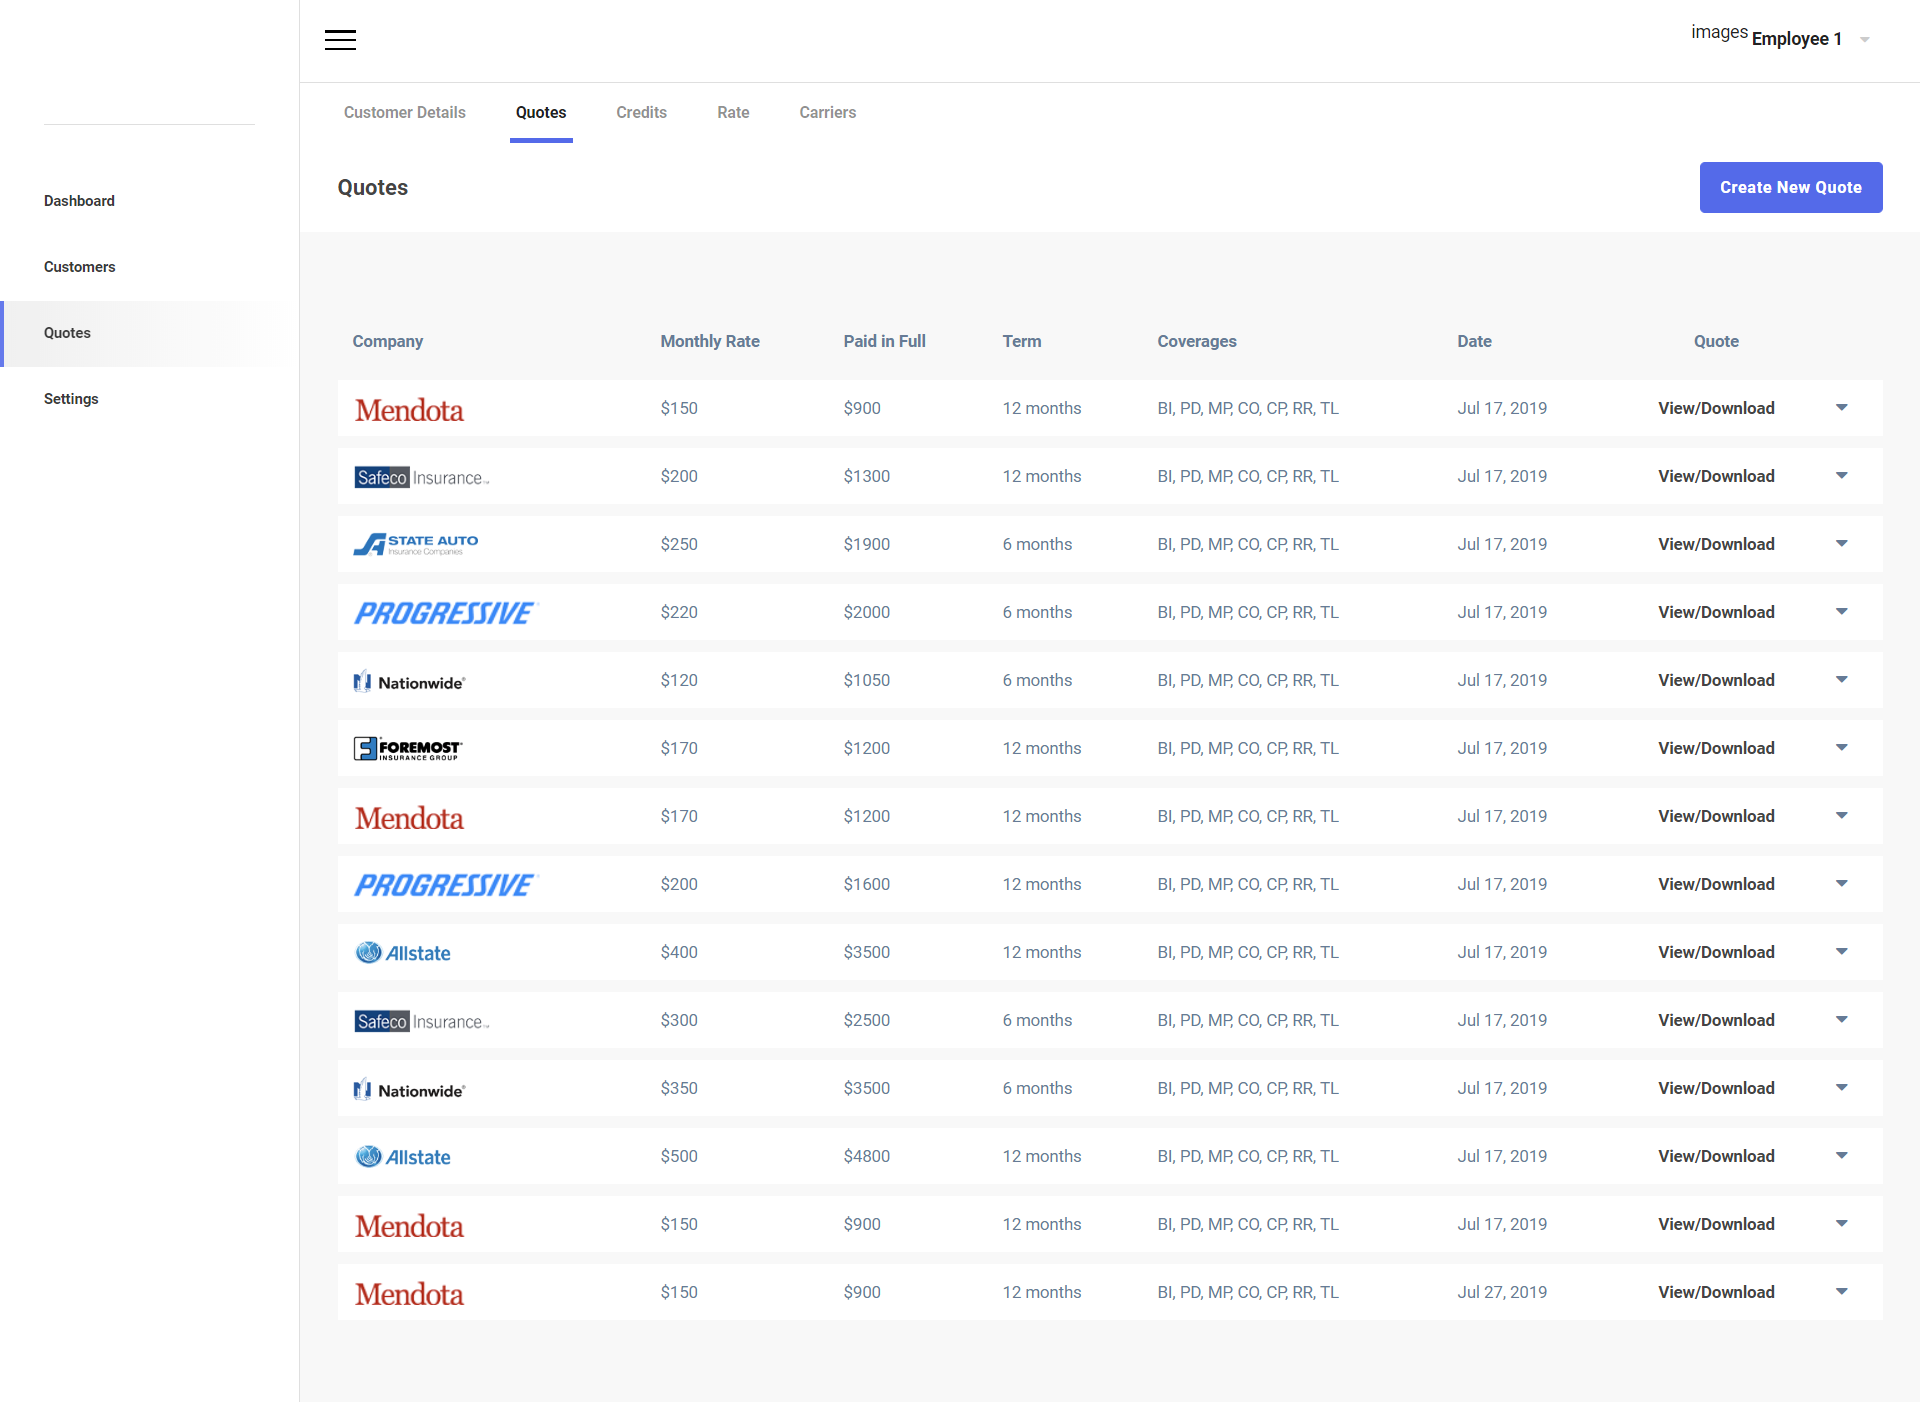 images Employee 1
Customer Details Quotes Credits Rate Carriers
Dashboard
Customers
Quotes
Settings
Quotes Create New Quote
Company Monthly Rate Paid in Full Term Coverages Date Quote
Mendota $150 $900 12 months BI, PD, MP, CO, CP, RR, TL Jul 17, 2019 View/Download
Safeco Insurance™ $200 $1300 12 months BI, PD, MP, CO, CP, RR, TL Jul 17, 2019 View/Download
SA STATE AUTO Insurance Companies $250 $1900 6 months BI, PD, MP, CO, CP, RR, TL Jul 17, 2019 View/Download
PROGRESSIVE $220 $2000 6 months BI, PD, MP, CO, CP, RR, TL Jul 17, 2019 View/Download
N Nationwide® $120 $1050 6 months BI, PD, MP, CO, CP, RR, TL Jul 17, 2019 View/Download
F FOREMOST INSURANCE GROUP $170 $1200 12 months BI, PD, MP, CO, CP, RR, TL Jul 17, 2019 View/Download
Mendota $170 $1200 12 months BI, PD, MP, CO, CP, RR, TL Jul 17, 2019 View/Download
PROGRESSIVE $200 $1600 12 months BI, PD, MP, CO, CP, RR, TL Jul 17, 2019 View/Download
Allstate $400 $3500 12 months BI, PD, MP, CO, CP, RR, TL Jul 17, 2019 View/Download
Safeco Insurance™ $300 $2500 6 months BI, PD, MP, CO, CP, RR, TL Jul 17, 2019 View/Download
N Nationwide® $350 $3500 6 months BI, PD, MP, CO, CP, RR, TL Jul 17, 2019 View/Download
Allstate $500 $4800 12 months BI, PD, MP, CO, CP, RR, TL Jul 17, 2019 View/Download
Mendota $150 $900 12 months BI, PD, MP, CO, CP, RR, TL Jul 17, 2019 View/Download
Mendota $150 $900 12 months BI, PD, MP, CO, CP, RR, TL Jul 27, 2019 View/Download